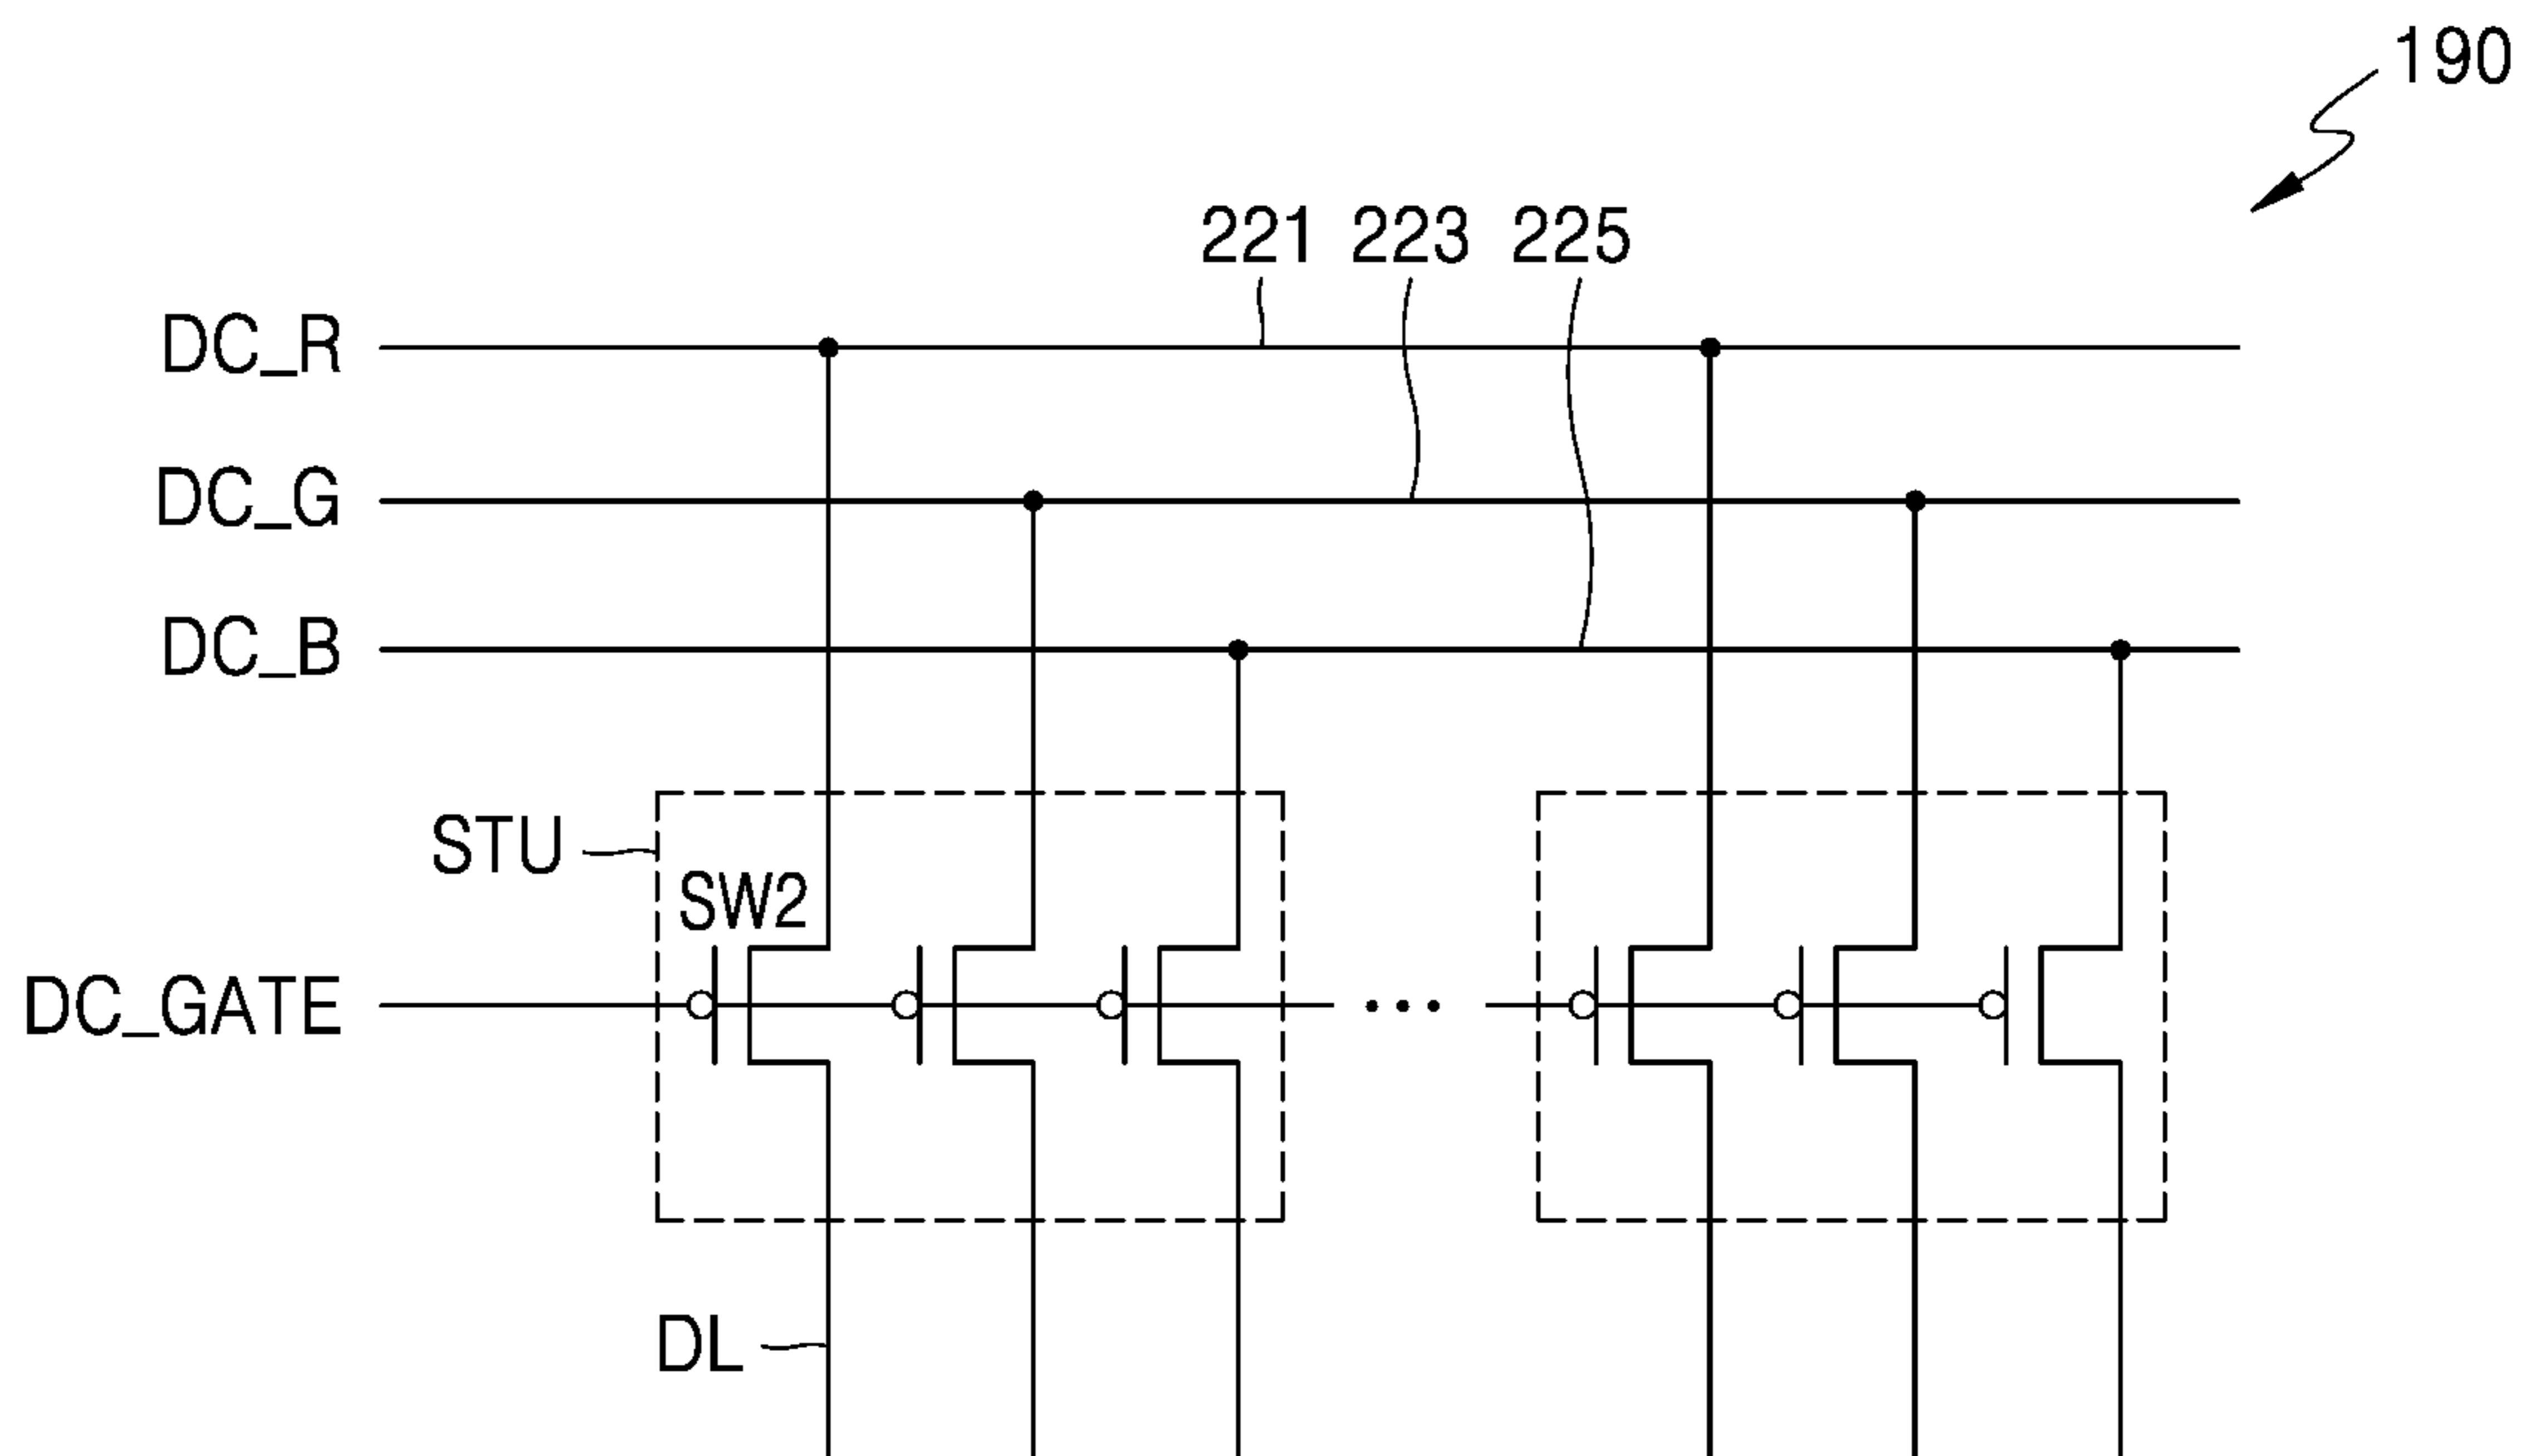 190
221 223 225
DC_R
DC_G
DC_B
STU
SW2
DC_GATE
DL